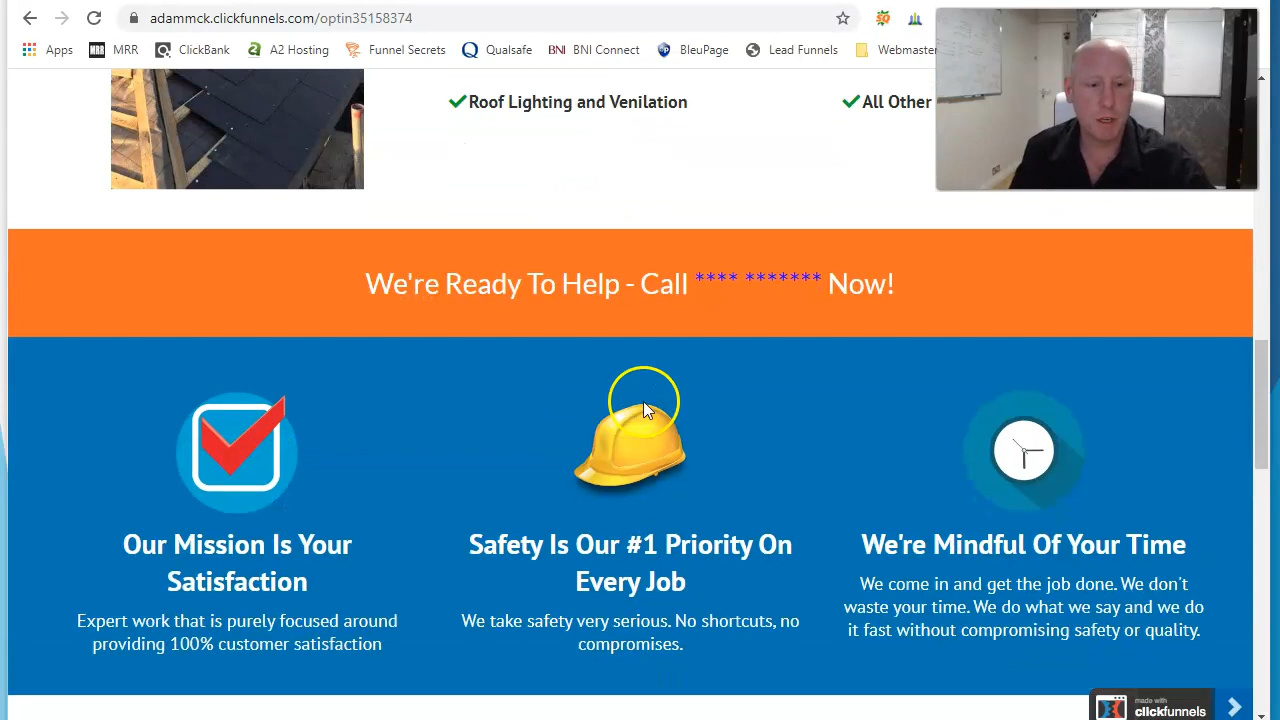 adammck.clickfunnels.com/optin35158374
Apps MRR MRR ClickBank A2 Hosting Funnel Secrets Qualsafe BNI BNI Connect BleuPage Lead Funnels Webmaster
Roof Lighting and Venilation
All Other
We're Ready To Help - Call **** ******* Now!
Our Mission Is Your
Satisfaction
Expert work that is purely focused around
providing 100% customer satisfaction
Safety Is Our #1 Priority On
Every Job
We take safety very serious. No shortcuts, no
compromises.
We're Mindful Of Your Time
We come in and get the job done. We don't
waste your time. We do what we say and we do
it fast without compromising safety or quality.
made with
clickfunnels